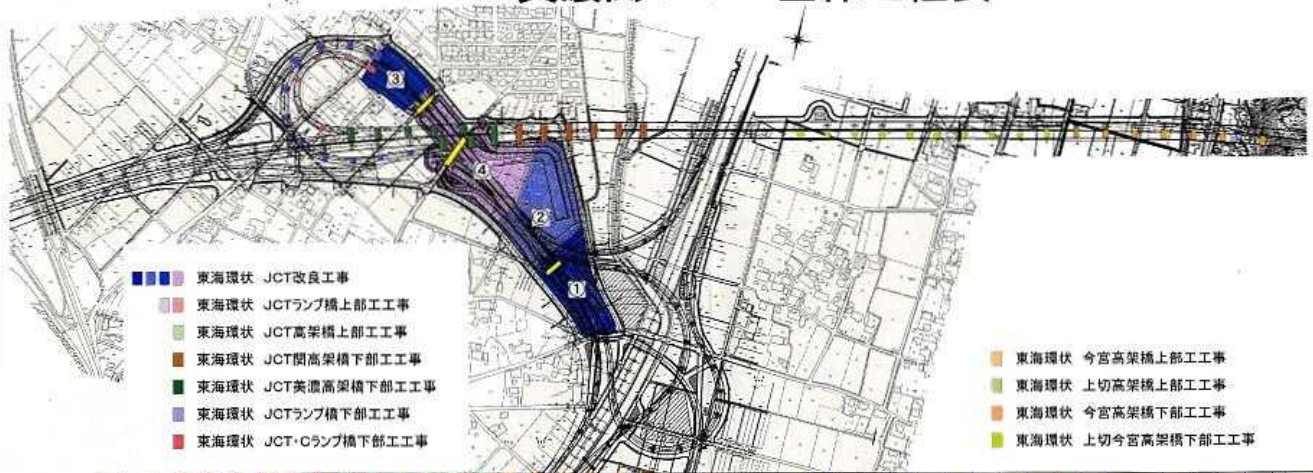 ③
④
②
①
東海環状 JCT改良工事
東海環状 JCTランプ橋上部工工事
東海環状 JCT高架橋上部工工事
東海環状 JCT関高架橋下部工工事
東海環状 JCT美濃高架橋下部工工事
東海環状 JCTランプ橋下部工工事
東海環状 JCT・Cランプ橋下部工工事
東海環状 今宮高架橋上部工工事
東海環状 上切高架橋上部工工事
東海環状 今宮高架橋下部工工事
東海環状 上切今宮高架橋下部工工事